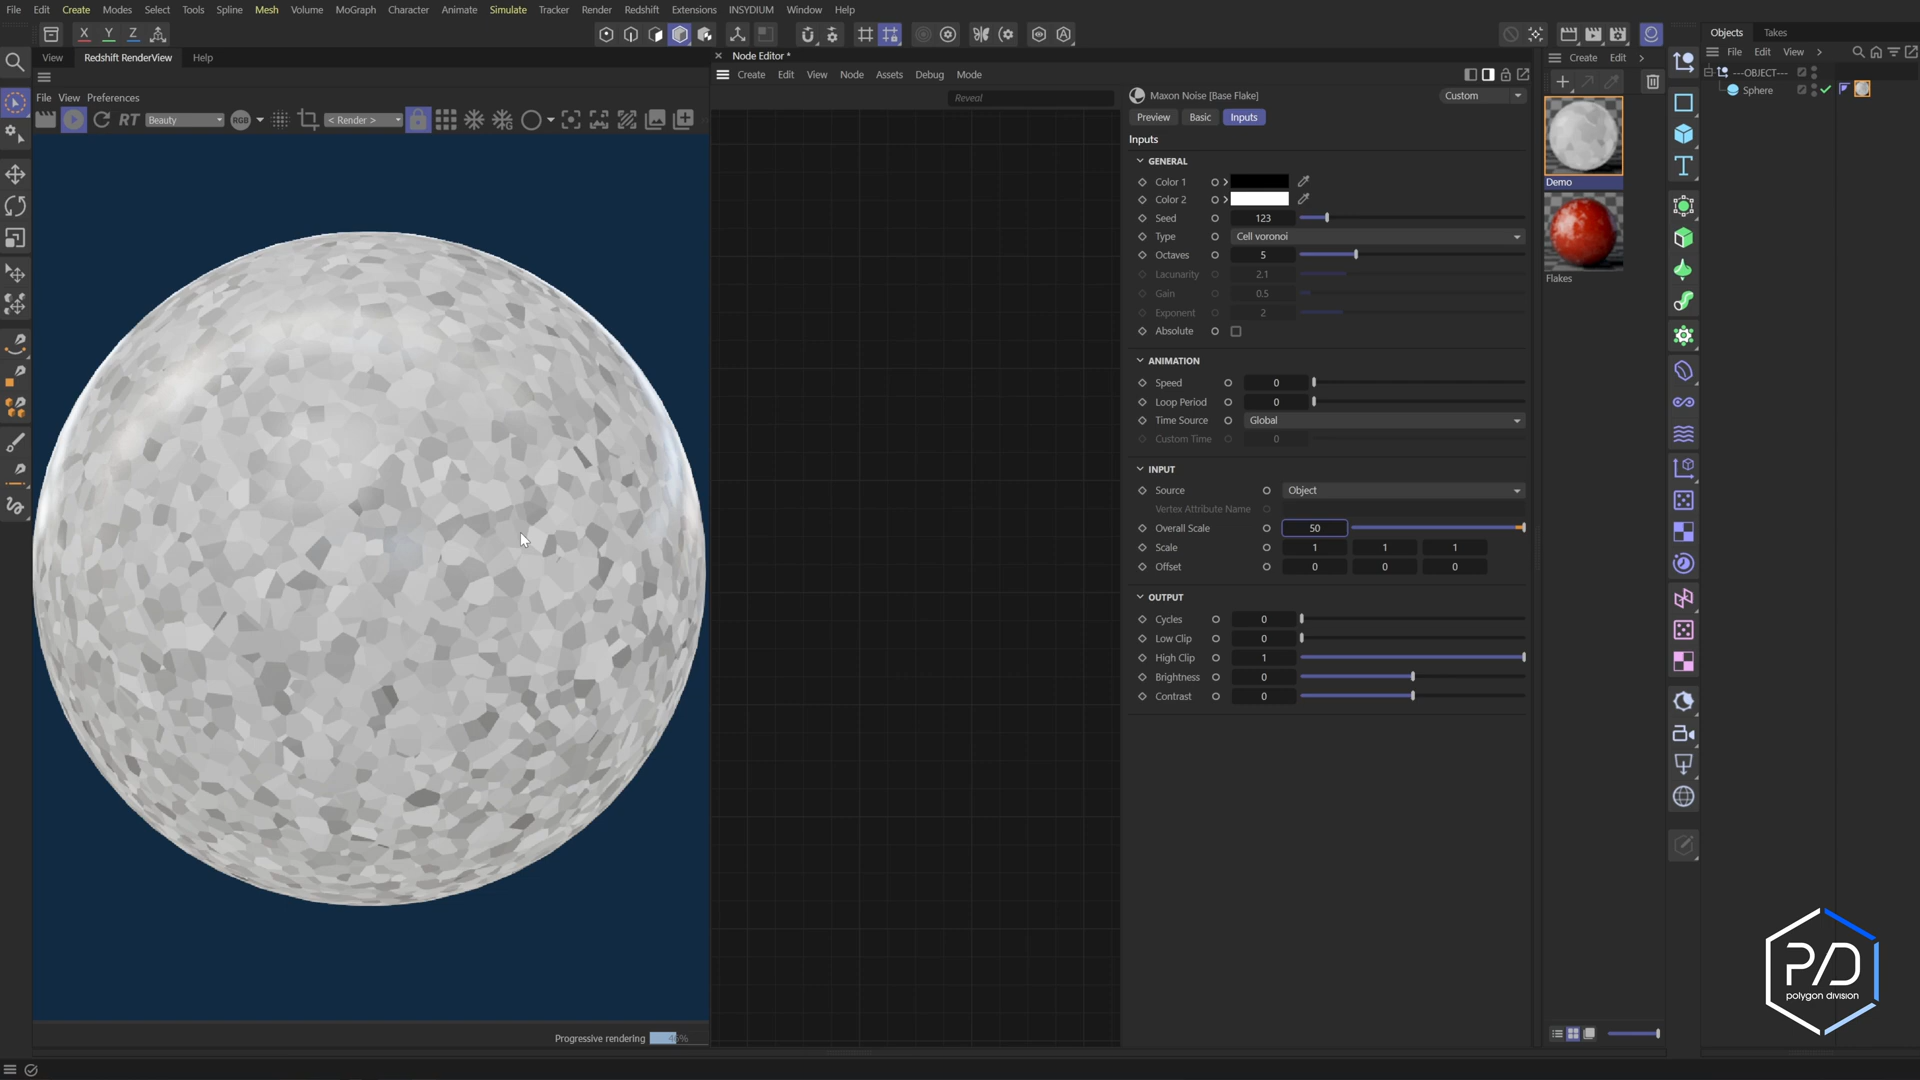 File Edit Create Modes Select Tools Spline Mesh Volume MoGraph Character Animate Simulate Tracker Render Redshift Extensions INSYDIUM Window Help
X Y Z
View Redshift RenderView Help
File View Preferences
RT Beauty RGB < Render >
Progressive rendering 46%
Node Editor *
Create Edit View Node Assets Debug Mode
Reveal
Maxon Noise [Base Flake] Custom
Preview Basic Inputs
Inputs
GENERAL
Color 1
Color 2
Seed 123
Type Cell voronoi
Octaves 5
Lacunarity 2.1
Gain 0.5
Exponent 2
Absolute
ANIMATION
Speed 0
Loop Period 0
Time Source Global
Custom Time 0
INPUT
Source Object
Vertex Attribute Name
Overall Scale 50
Scale 1 1 1
Offset 0 0 0
OUTPUT
Cycles 0
Low Clip 0
High Clip 1
Brightness 0
Contrast 0
Create Edit
Demo
Flakes
Objects Takes
File Edit View
---OBJECT---
Sphere
P/D
polygon division